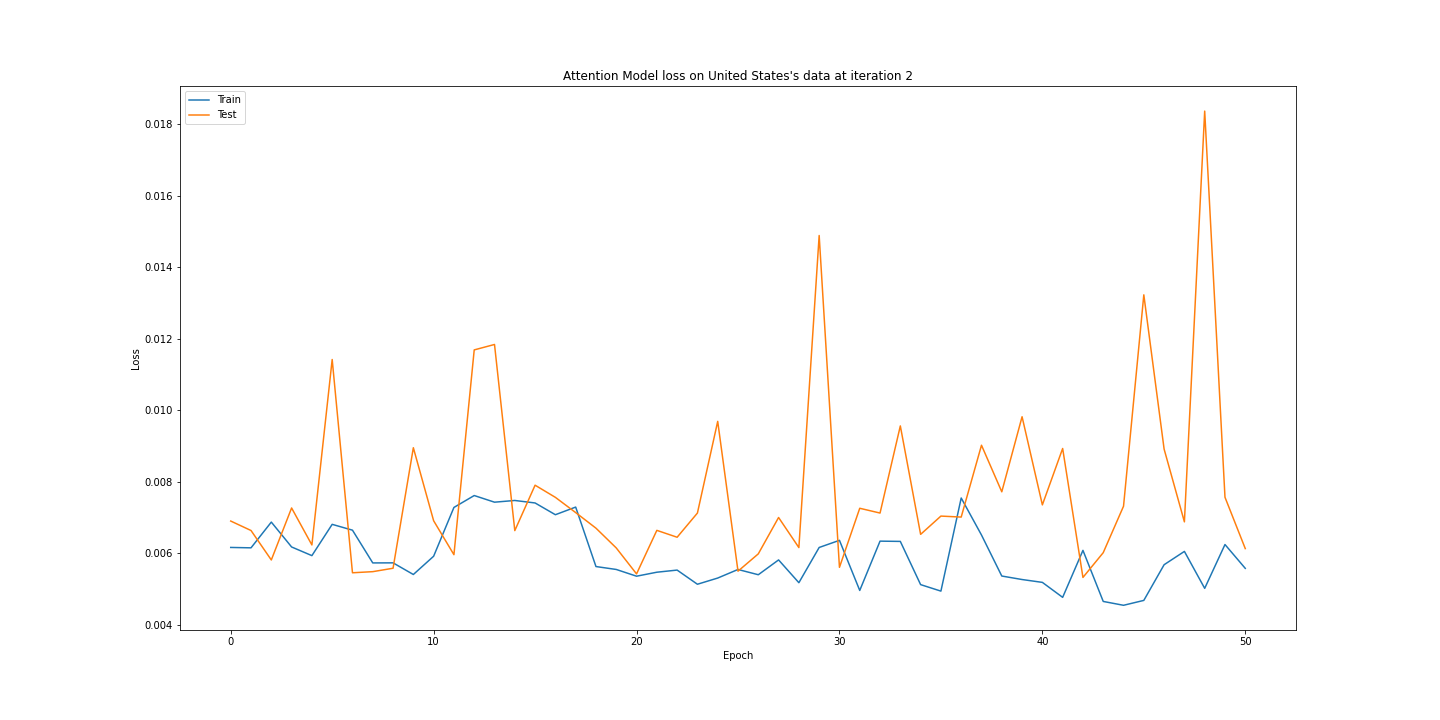 Attention Model loss on United States's data at iteration 2
Train
Test
0.018
0.016
0.014
0.012
0.010
0.008
0.006
0.004
Loss
0 10 20 30 40 50
Epoch